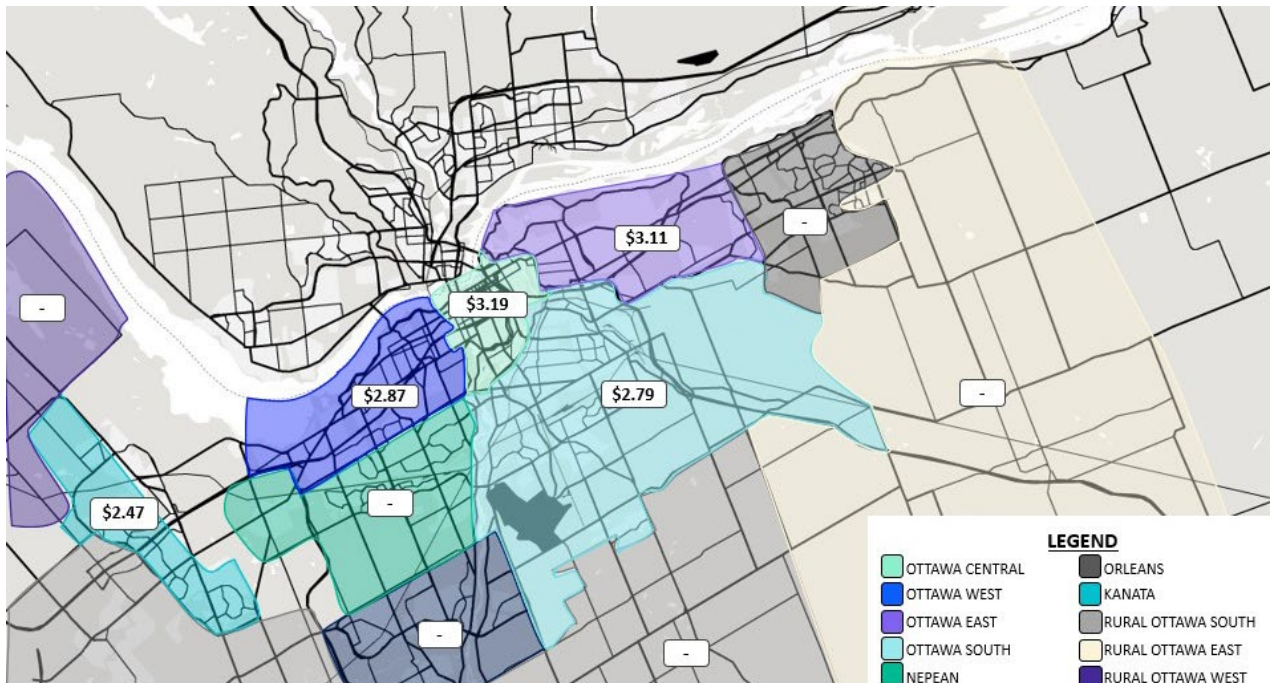 $3.11
-
$3.19
-
$2.87
$2.79
-
-
$2.47
-
-
LEGEND
OTTAWA CENTRAL
OTTAWA WEST
OTTAWA EAST
OTTAWA SOUTH
NEPEAN
ORLEANS
KANATA
RURAL OTTAWA SOUTH
RURAL OTTAWA EAST
RURAL OTTAWA WEST